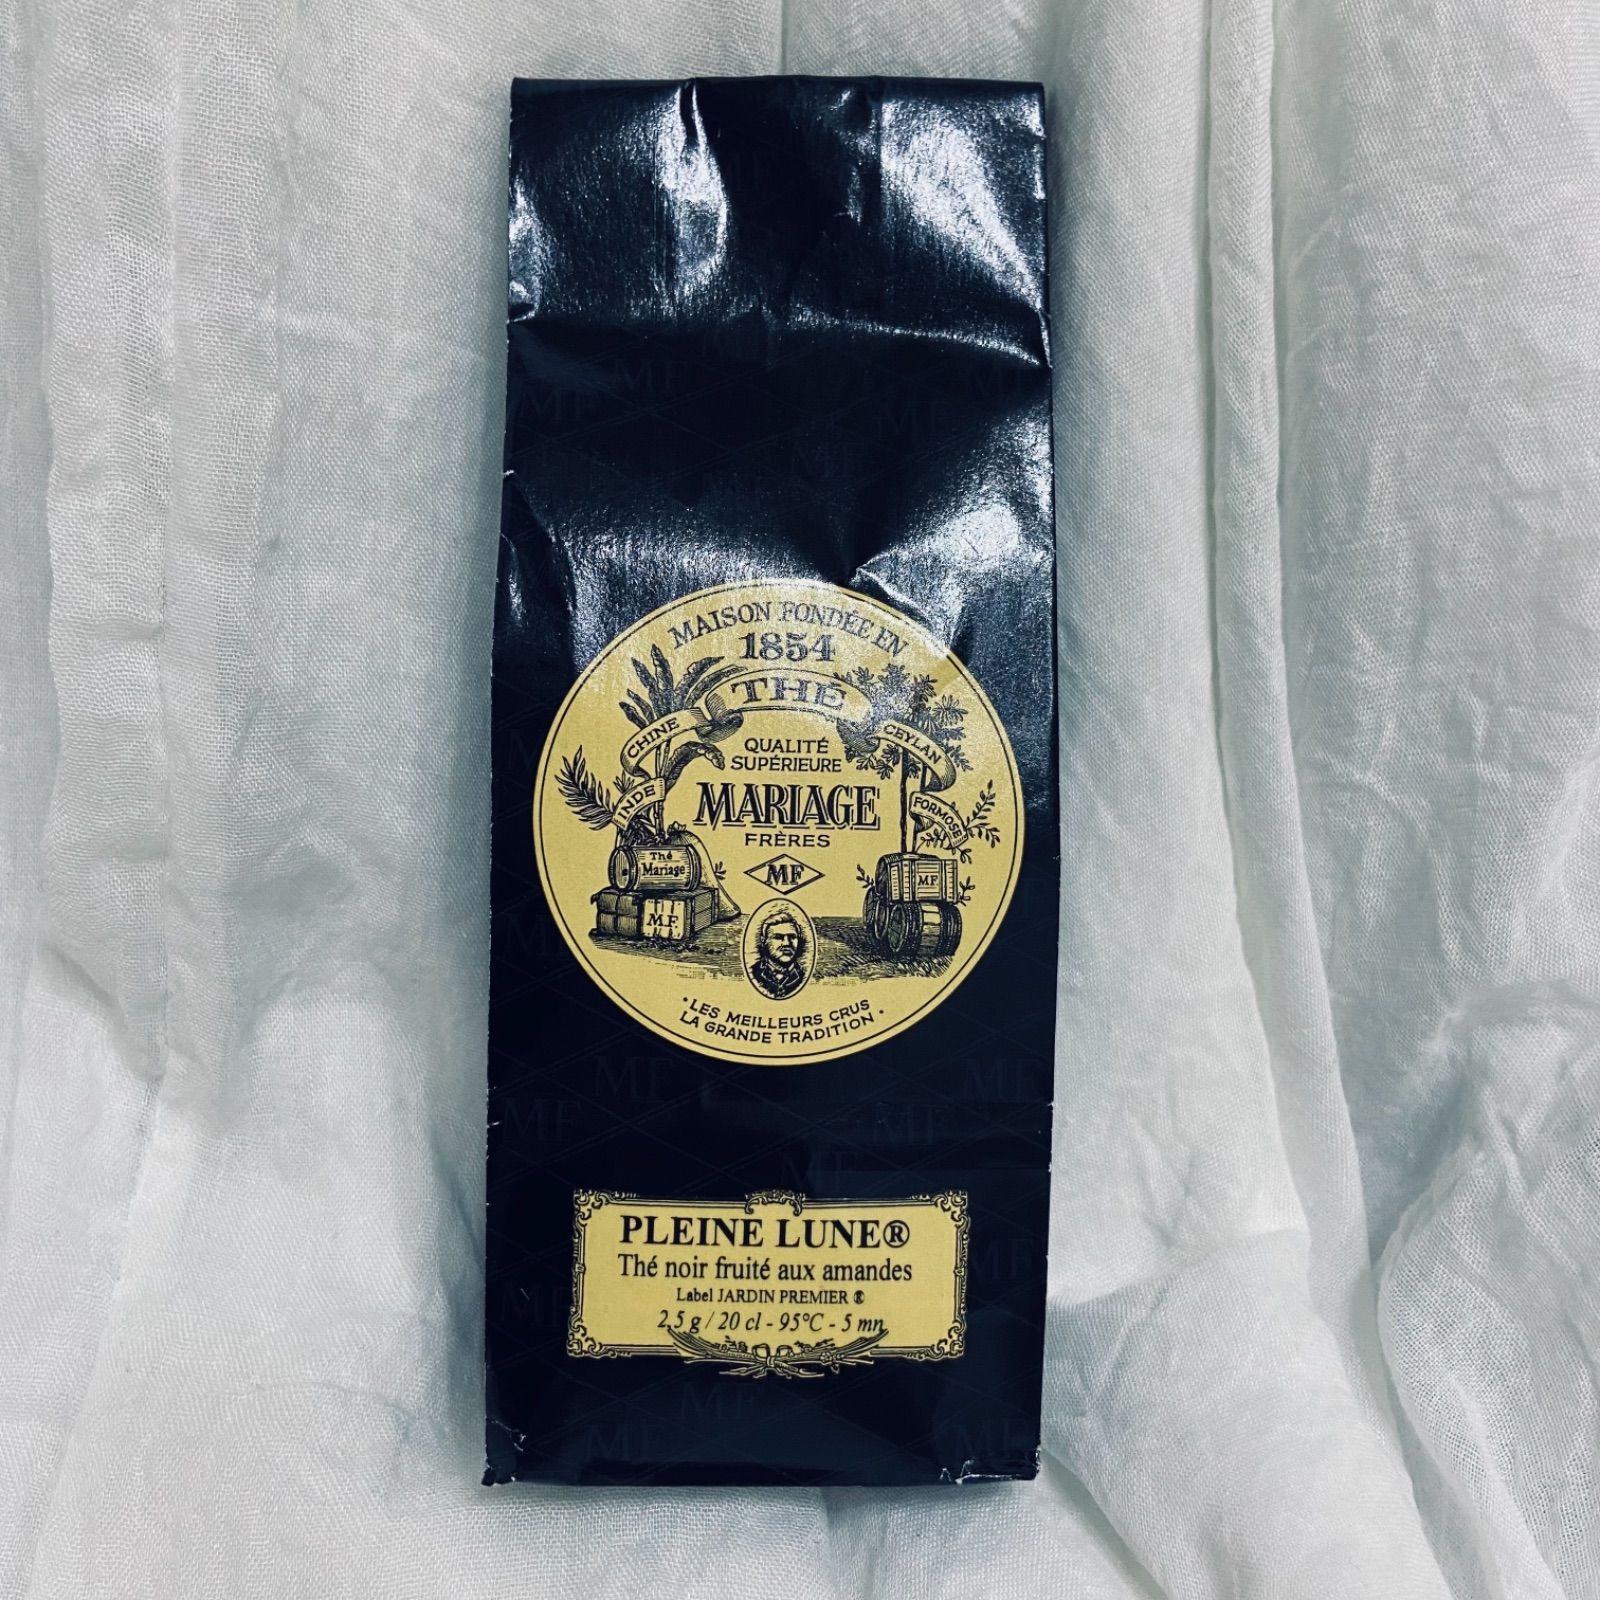 MAISON FONDÉE EN
1854
THÉ
CHINE
CEYLAN
INDE
FORMOSE
QUALITÉ
SUPÉRIEURE
MARIAGE
FRÈRES
MF
Thé
Mariage
M.F.
MF
• LES MEILLEURS CRUS
LA GRANDE TRADITION •
PLEINE LUNE®
Thé noir fruité aux amandes
Label JARDIN PREMIER ®
2,5 g / 20 cl - 95°C - 5 mn